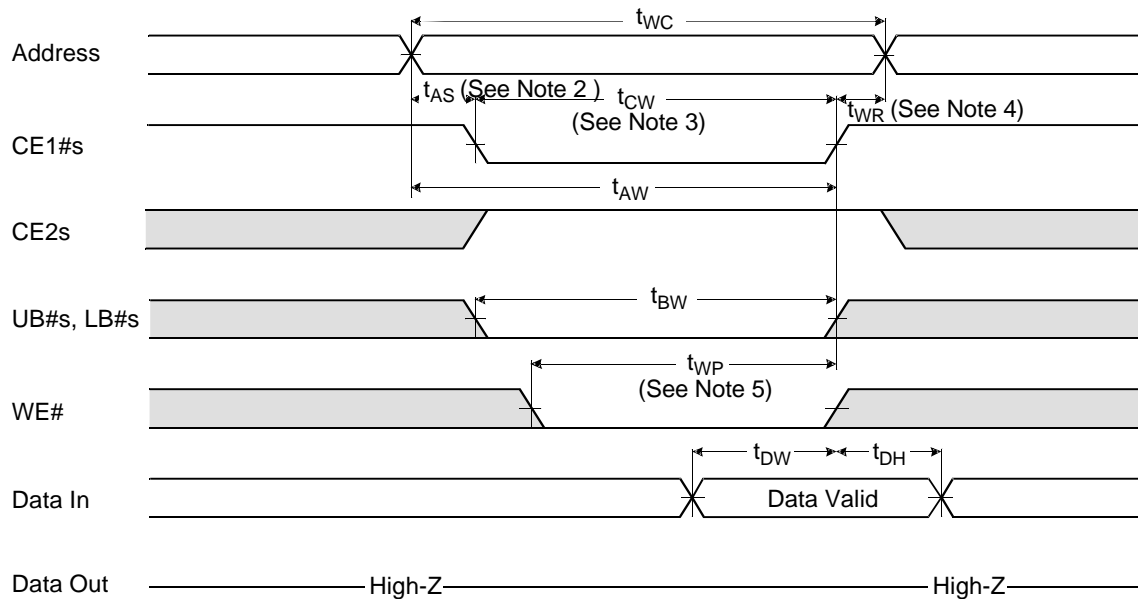 tWC
Address
tAS (See Note 2 ) tCW tWR (See Note 4)
(See Note 3)
CE1#s
tAW
CE2s
tBW
UB#s, LB#s
tWP
(See Note 5)
WE#
tDW tDH
Data In Data Valid
Data Out High-Z High-Z